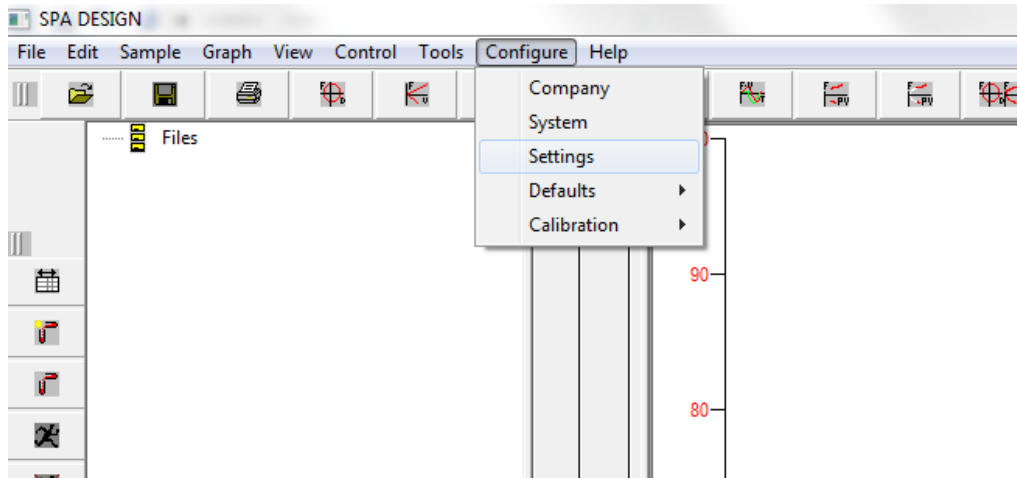 SPA DESIGN
File Edit Sample Graph View Control Tools Configure Help
Company
System
Settings
Defaults
Calibration
Files
90
80